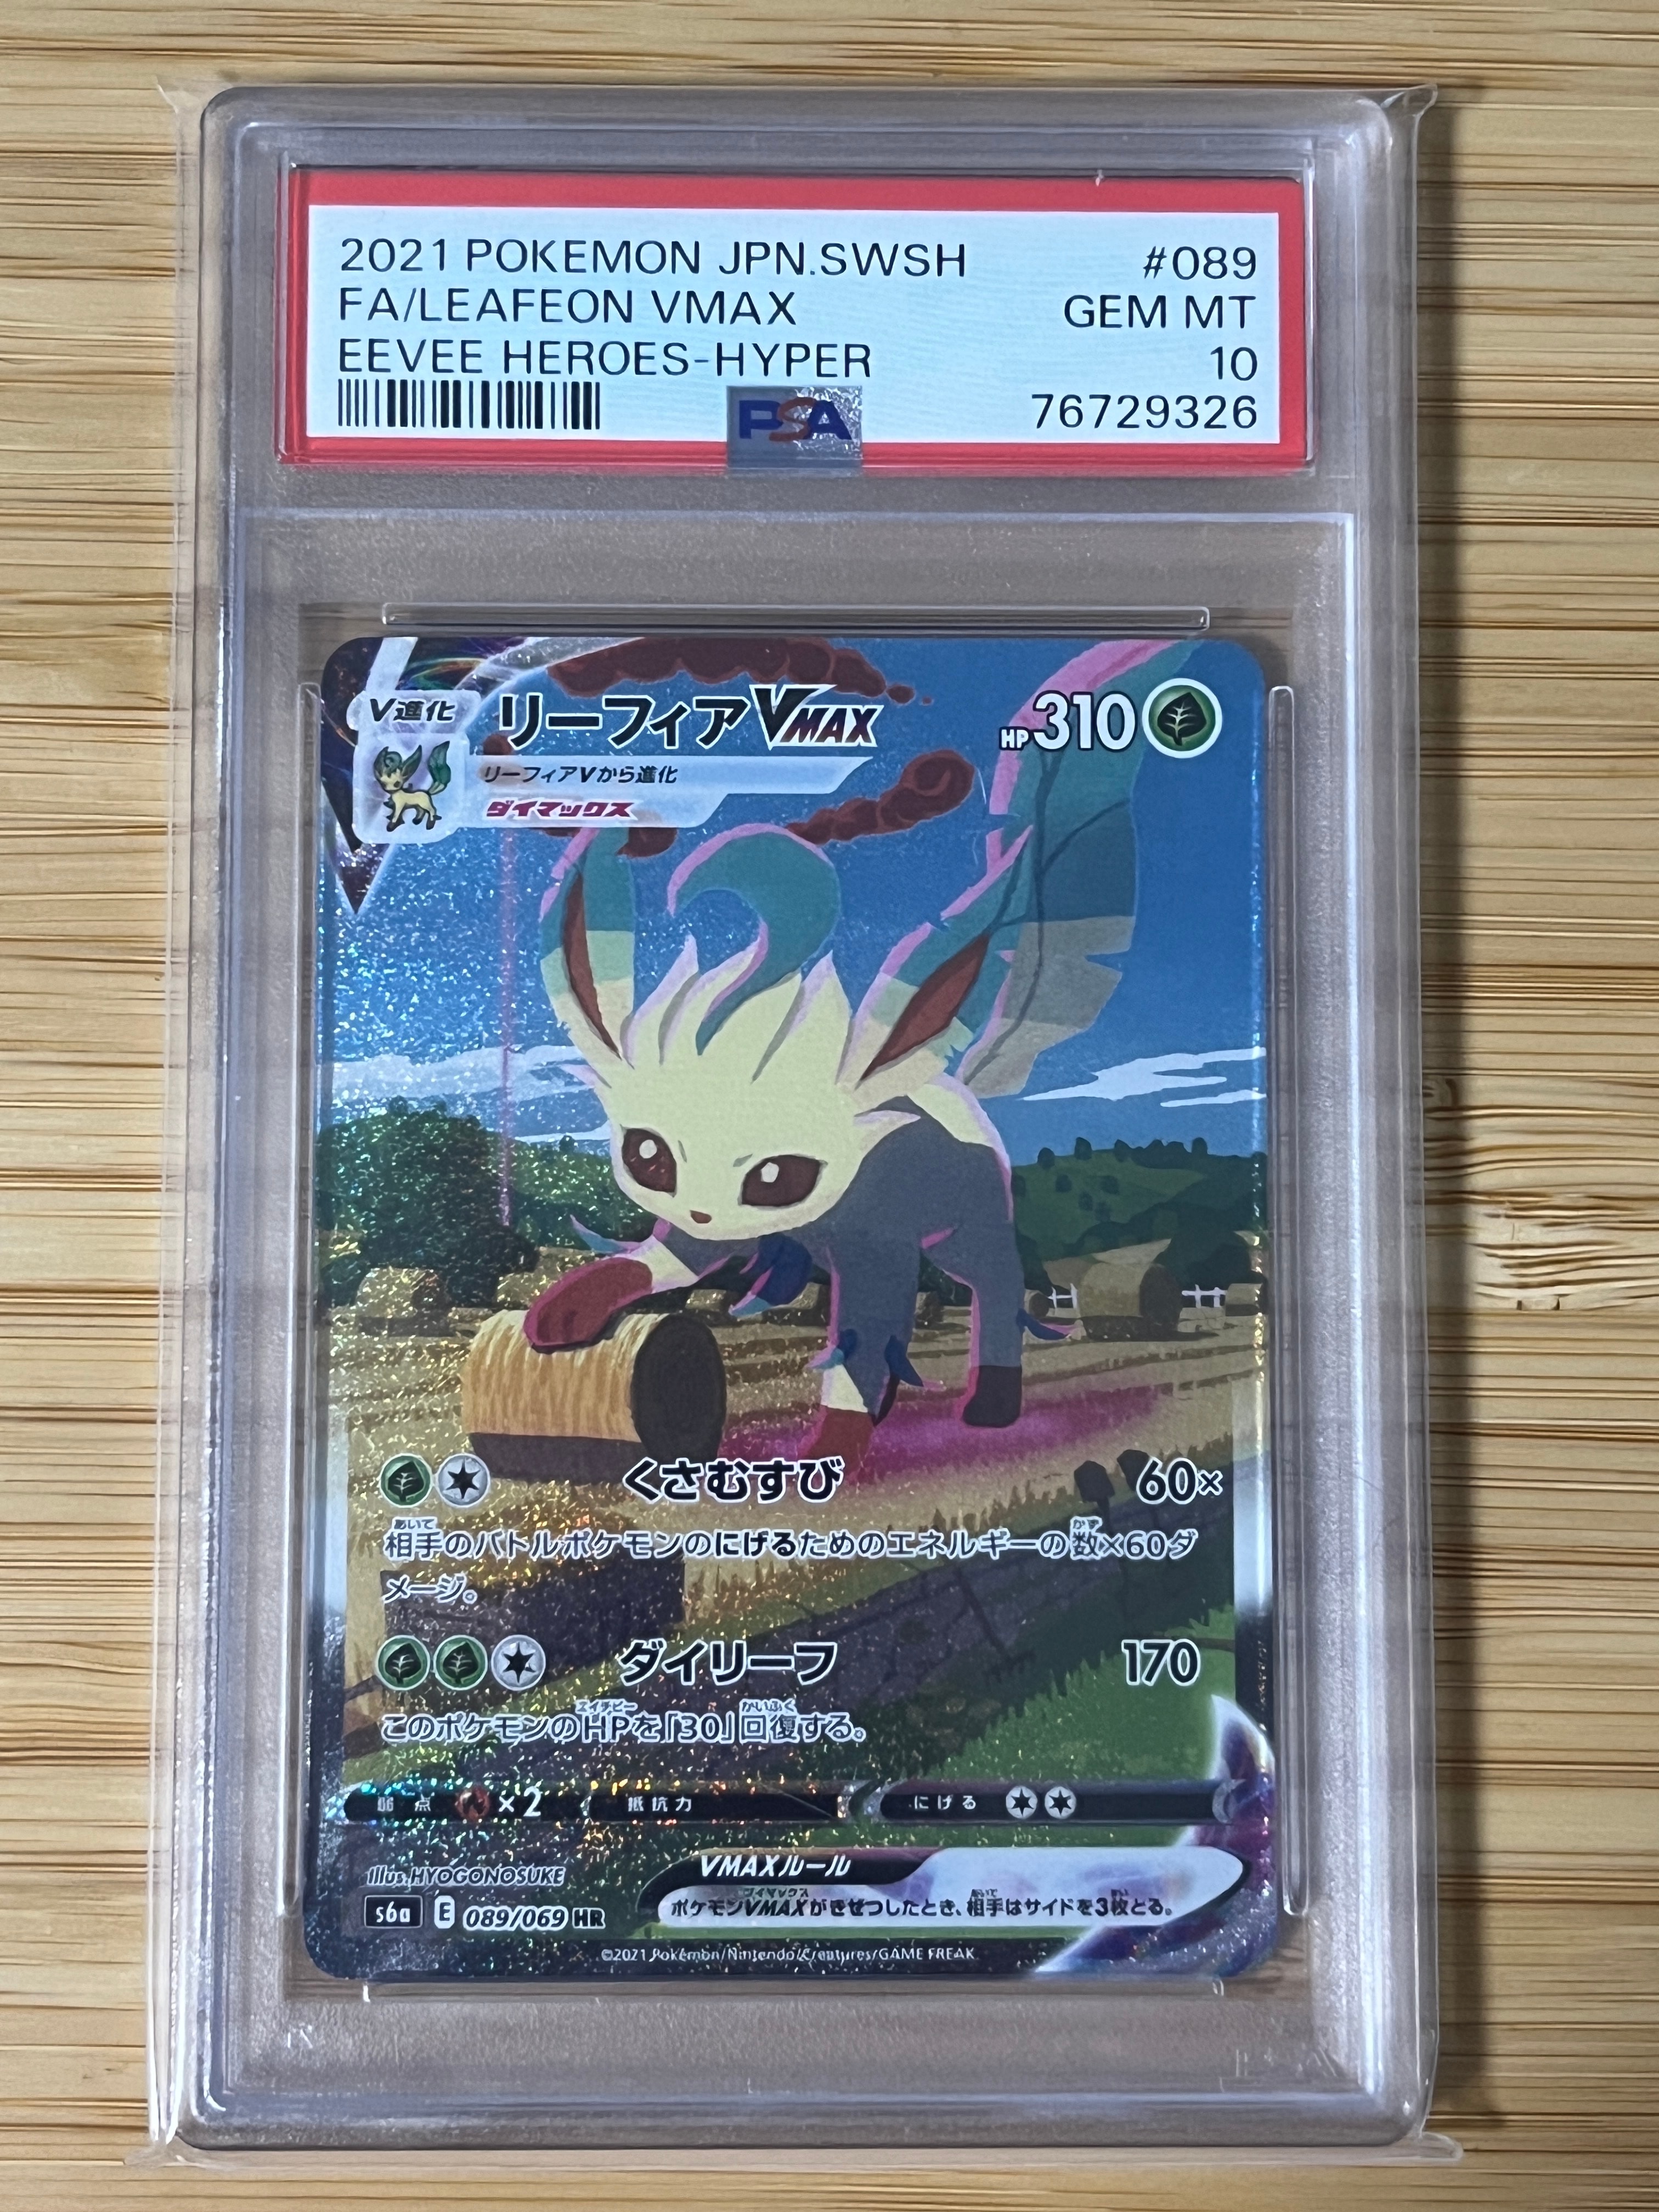 2021 POKEMON JPN.SWSH #089
FA/LEAFEON VMAX GEM MT
EEVEE HEROES-HYPER 10
PSA 76729326
V進化 リーフィアVMAX HP310
リーフィアVから進化
ダイマックス
くさむすび 60×
相手のバトルポケモンのにげるためのエネルギーの数×60ダ
メージ。
ダイリーフ 170
このポケモンのHPを「30」回復する。
弱点 ×2 抵抗力 にげる
Illus. HYOGONOSUKE
VMAXルール
ポケモンVMAXがきぜつしたとき、相手はサイドを3枚とる。
s6a E 089/069 HR
©2021 Pokémon/Nintendo/Creatures/GAME FREAK